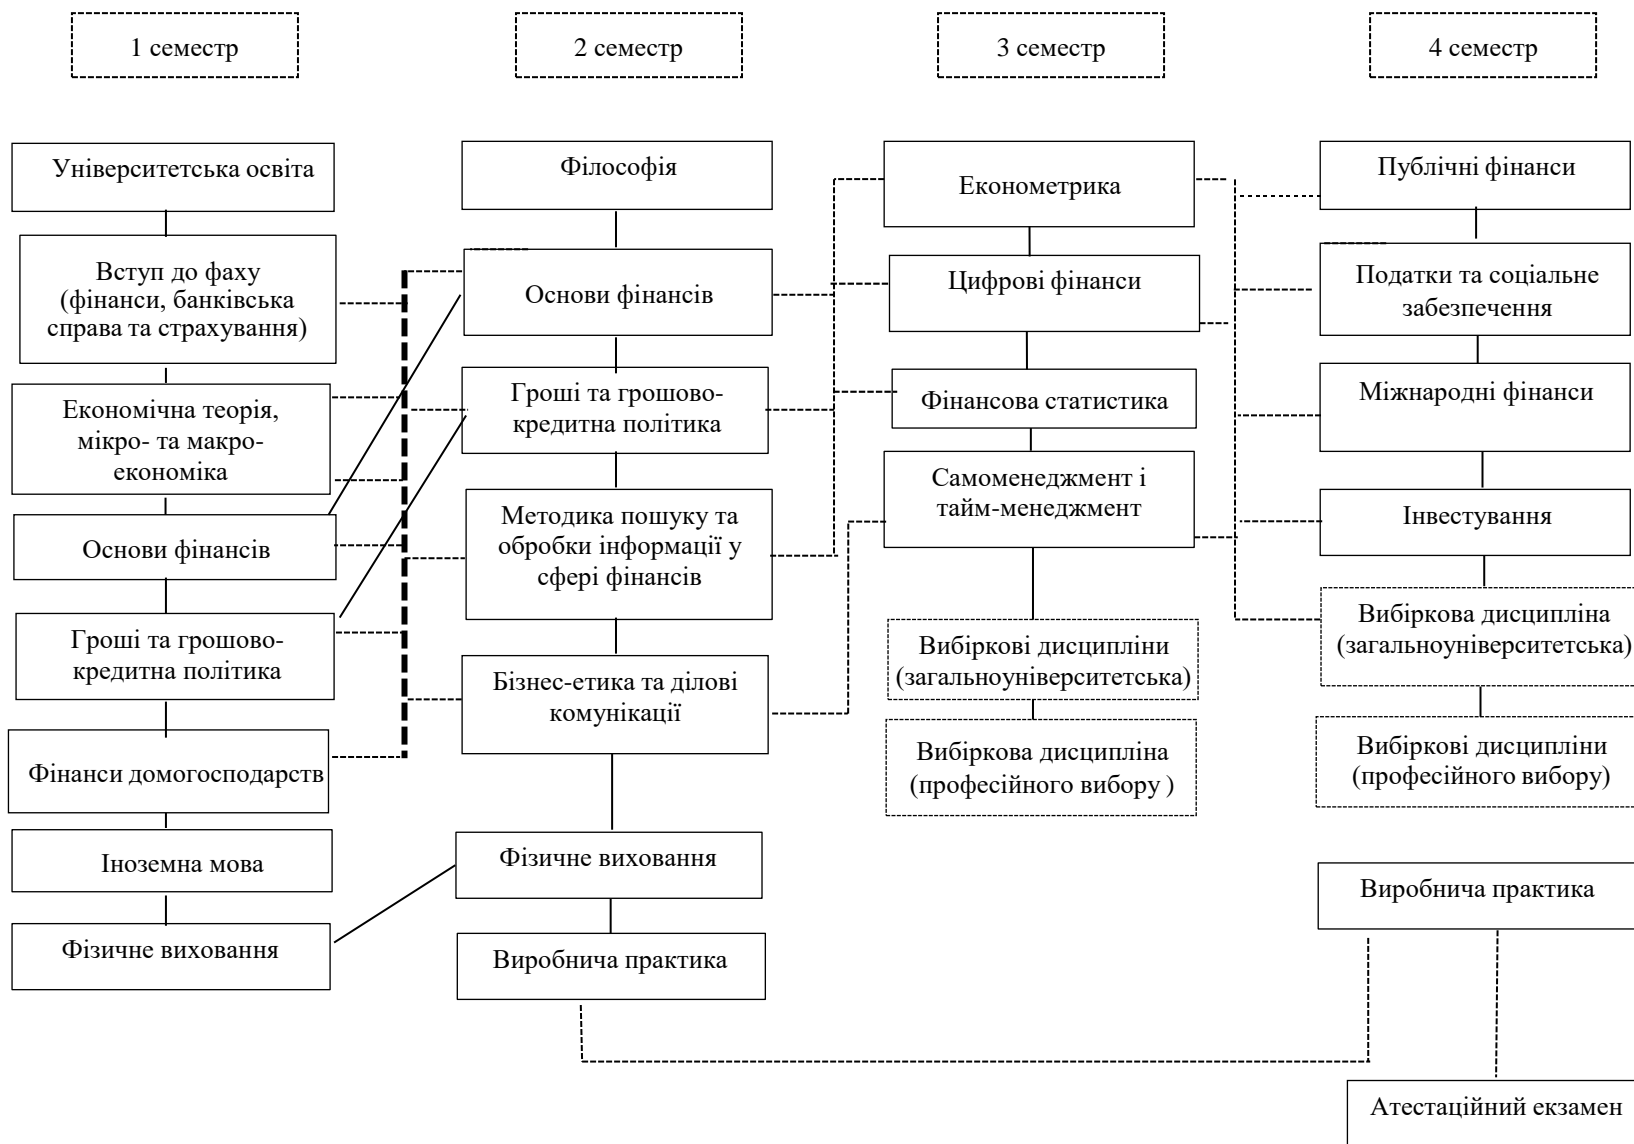 1 семестр
2 семестр
3 семестр
4 семестр
Університетська освіта
Вступ до фаху
(фінанси, банківська
справа та страхування)
Економічна теорія,
мікро- та макро-
економіка
Основи фінансів
Гроші та грошово-
кредитна політика
Фінанси домогосподарств
Іноземна мова
Фізичне виховання
Філософія
Основи фінансів
Гроші та грошово-
кредитна політика
Методика пошуку та
обробки інформації у
сфері фінансів
Бізнес-етика та ділові
комунікації
Фізичне виховання
Виробнича практика
Економетрика
Цифрові фінанси
Фінансова статистика
Самоменеджмент і
тайм-менеджмент
Вибіркові дисципліни
(загальноуніверситетська)
Вибіркова дисципліна
(професійного вибору )
Публічні фінанси
Податки та соціальне
забезпечення
Міжнародні фінанси
Інвестування
Вибіркова дисципліна
(загальноуніверситетська)
Вибіркові дисципліни
(професійного вибору)
Виробнича практика
Атестаційний екзамен